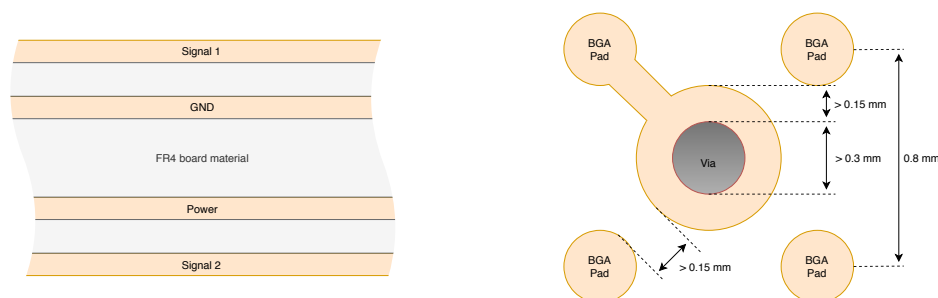 Signal 1
GND
FR4 board material
Power
Signal 2
BGA
Pad
BGA
Pad
> 0.15 mm
Via
> 0.3 mm
0.8 mm
BGA
Pad
> 0.15 mm
BGA
Pad